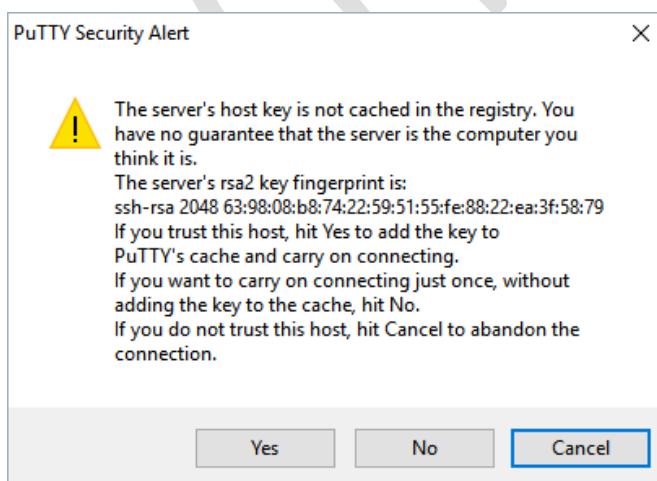 PuTTY Security Alert
The server's host key is not cached in the registry. You
have no guarantee that the server is the computer you
think it is.
The server's rsa2 key fingerprint is:
ssh-rsa 2048 63:98:08:b8:74:22:59:51:55:fe:88:22:ea:3f:58:79
If you trust this host, hit Yes to add the key to
PuTTY's cache and carry on connecting.
If you want to carry on connecting just once, without
adding the key to the cache, hit No.
If you do not trust this host, hit Cancel to abandon the
connection.
Yes No Cancel